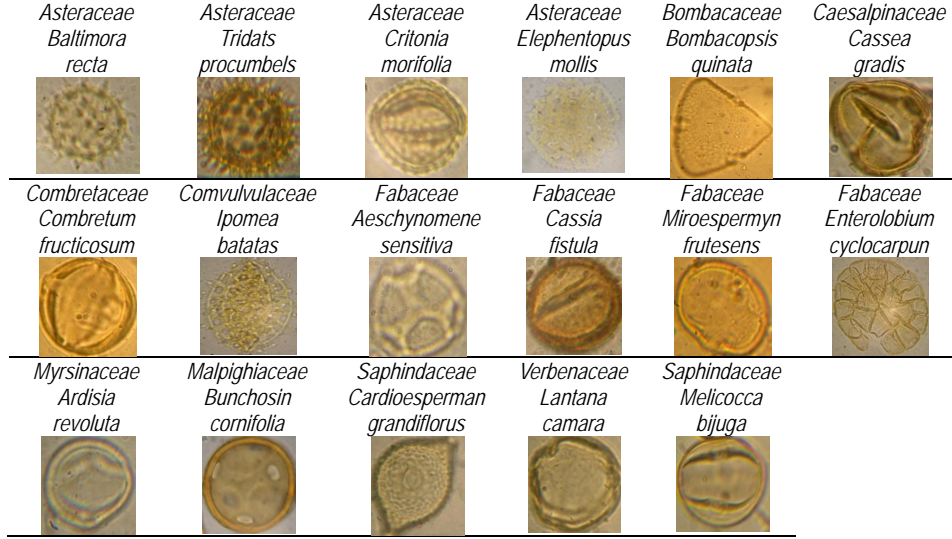 Asteraceae
Baltimora
recta
Asteraceae
Tridats
procumbels
Asteraceae
Critonia
morifolia
Asteraceae
Elephentopus
mollis
Bombacaceae
Bombacopsis
quinata
Caesalpinaceae
Cassea
gradis
Combretaceae
Combretum
fructicosum
Comvulvulaceae
Ipomea
batatas
Fabaceae
Aeschynomene
sensitiva
Fabaceae
Cassia
fistula
Fabaceae
Miroespermyn
frutesens
Fabaceae
Enterolobium
cyclocarpun
Myrsinaceae
Ardisia
revoluta
Malpighiaceae
Bunchosin
cornifolia
Saphindaceae
Cardioesperman
grandiflorus
Verbenaceae
Lantana
camara
Saphindaceae
Melicocca
bijuga